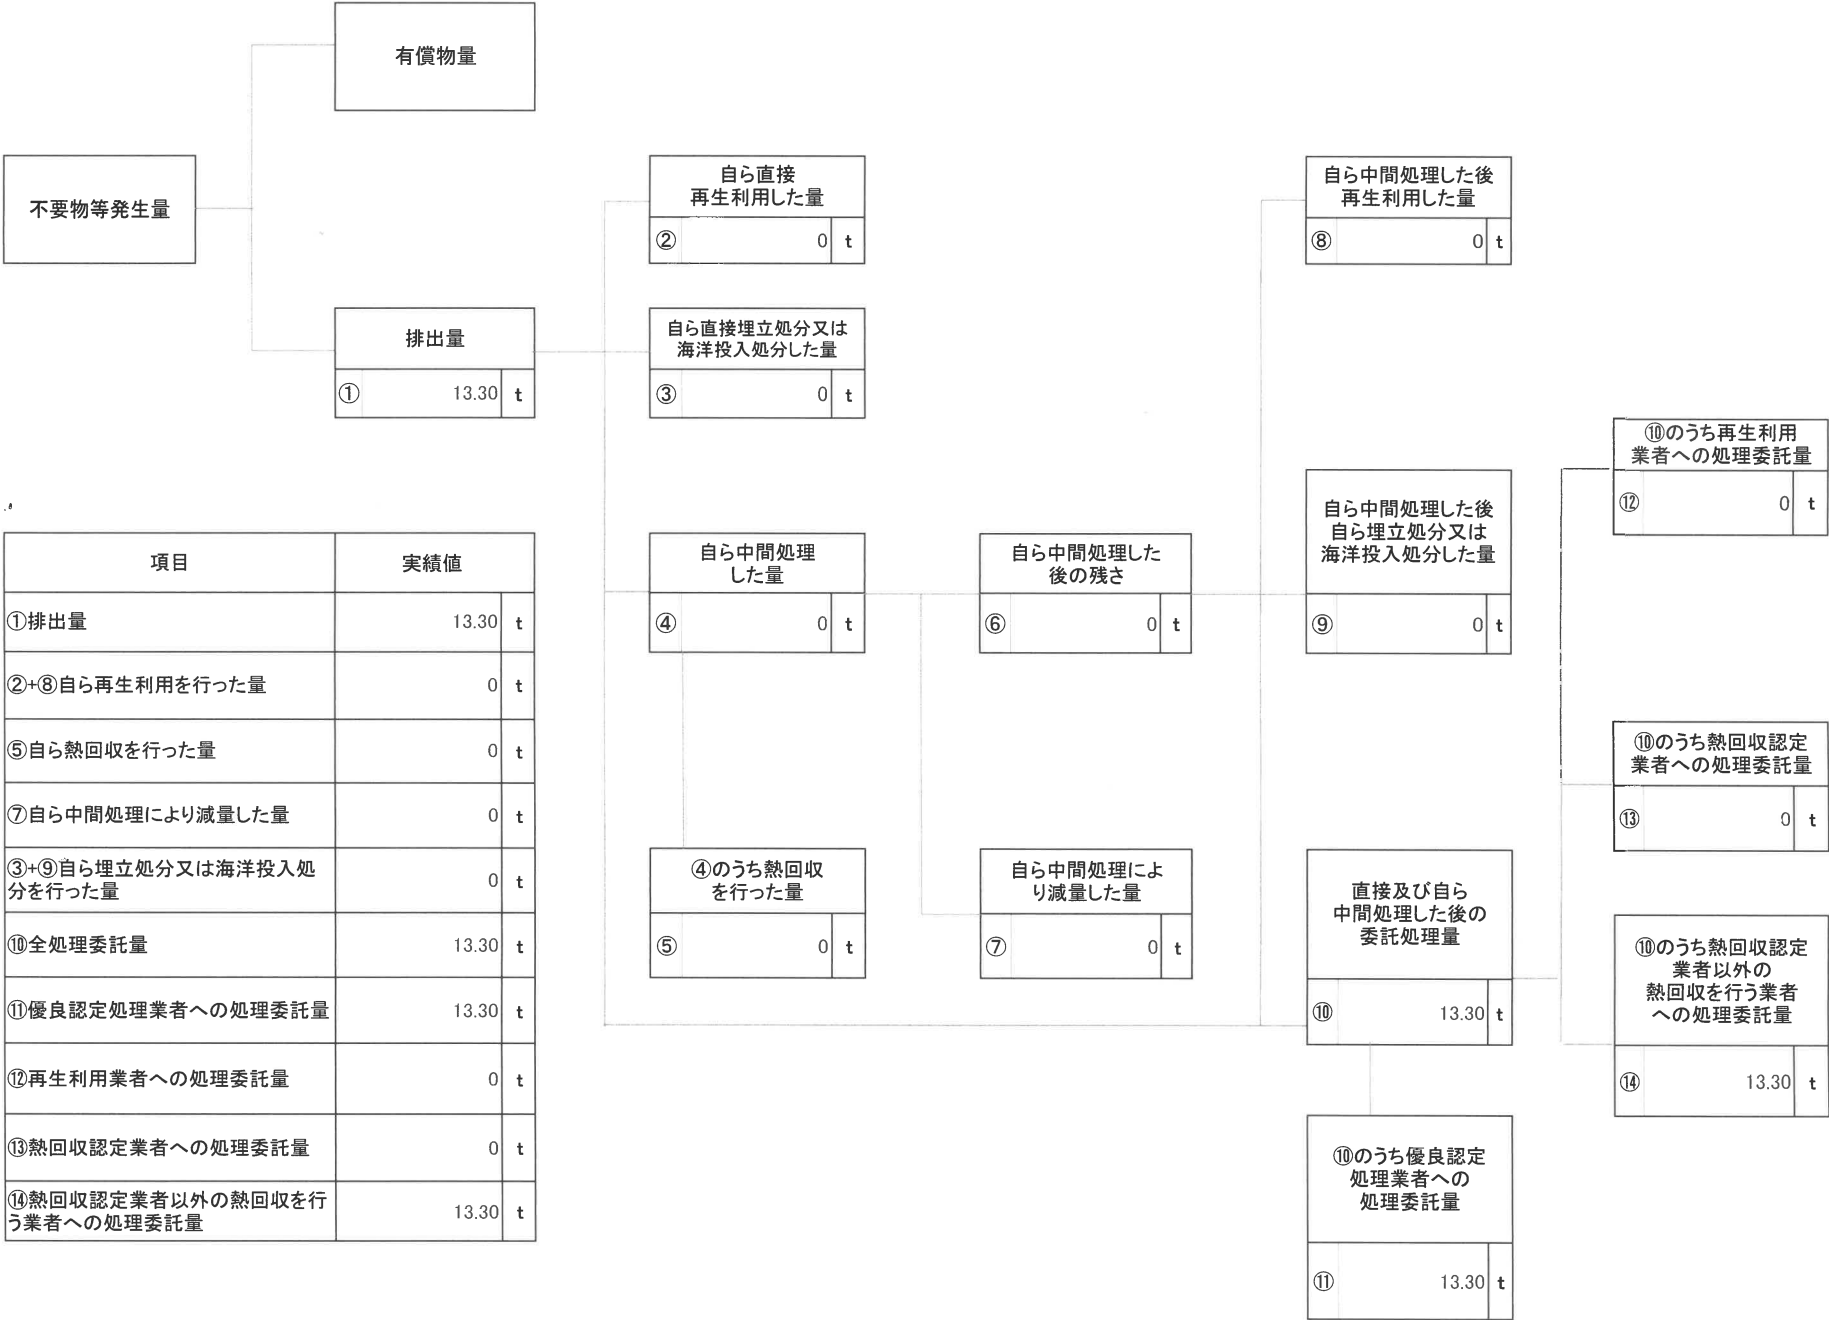 有償物量
不要物等発生量
排出量
① 13.30 t
自ら直接
再生利用した量
② 0 t
自ら直接埋立処分又は
海洋投入処分した量
③ 0 t
自ら中間処理
した量
④ 0 t
④のうち熱回収
を行った量
⑤ 0 t
自ら中間処理した
後の残さ
⑥ 0 t
自ら中間処理によ
り減量した量
⑦ 0 t
自ら中間処理した後
再生利用した量
⑧ 0 t
自ら中間処理した後
自ら埋立処分又は
海洋投入処分した量
⑨ 0 t
直接及び自ら
中間処理した後の
委託処理量
⑩ 13.30 t
⑩のうち優良認定
処理業者への
処理委託量
⑪ 13.30 t
⑩のうち再生利用
業者への処理委託量
⑫ 0 t
⑩のうち熱回収認定
業者への処理委託量
⑬ 0 t
⑩のうち熱回収認定
業者以外の
熱回収を行う業者
への処理委託量
⑭ 13.30 t
項目 実績値
①排出量 13.30 t
②+⑧自ら再生利用を行った量 0 t
⑤自ら熱回収を行った量 0 t
⑦自ら中間処理により減量した量 0 t
③+⑨自ら埋立処分又は海洋投入処
分を行った量 0 t
⑩全処理委託量 13.30 t
⑪優良認定処理業者への処理委託量 13.30 t
⑫再生利用業者への処理委託量 0 t
⑬熱回収認定業者への処理委託量 0 t
⑭熱回収認定業者以外の熱回収を行
う業者への処理委託量 13.30 t